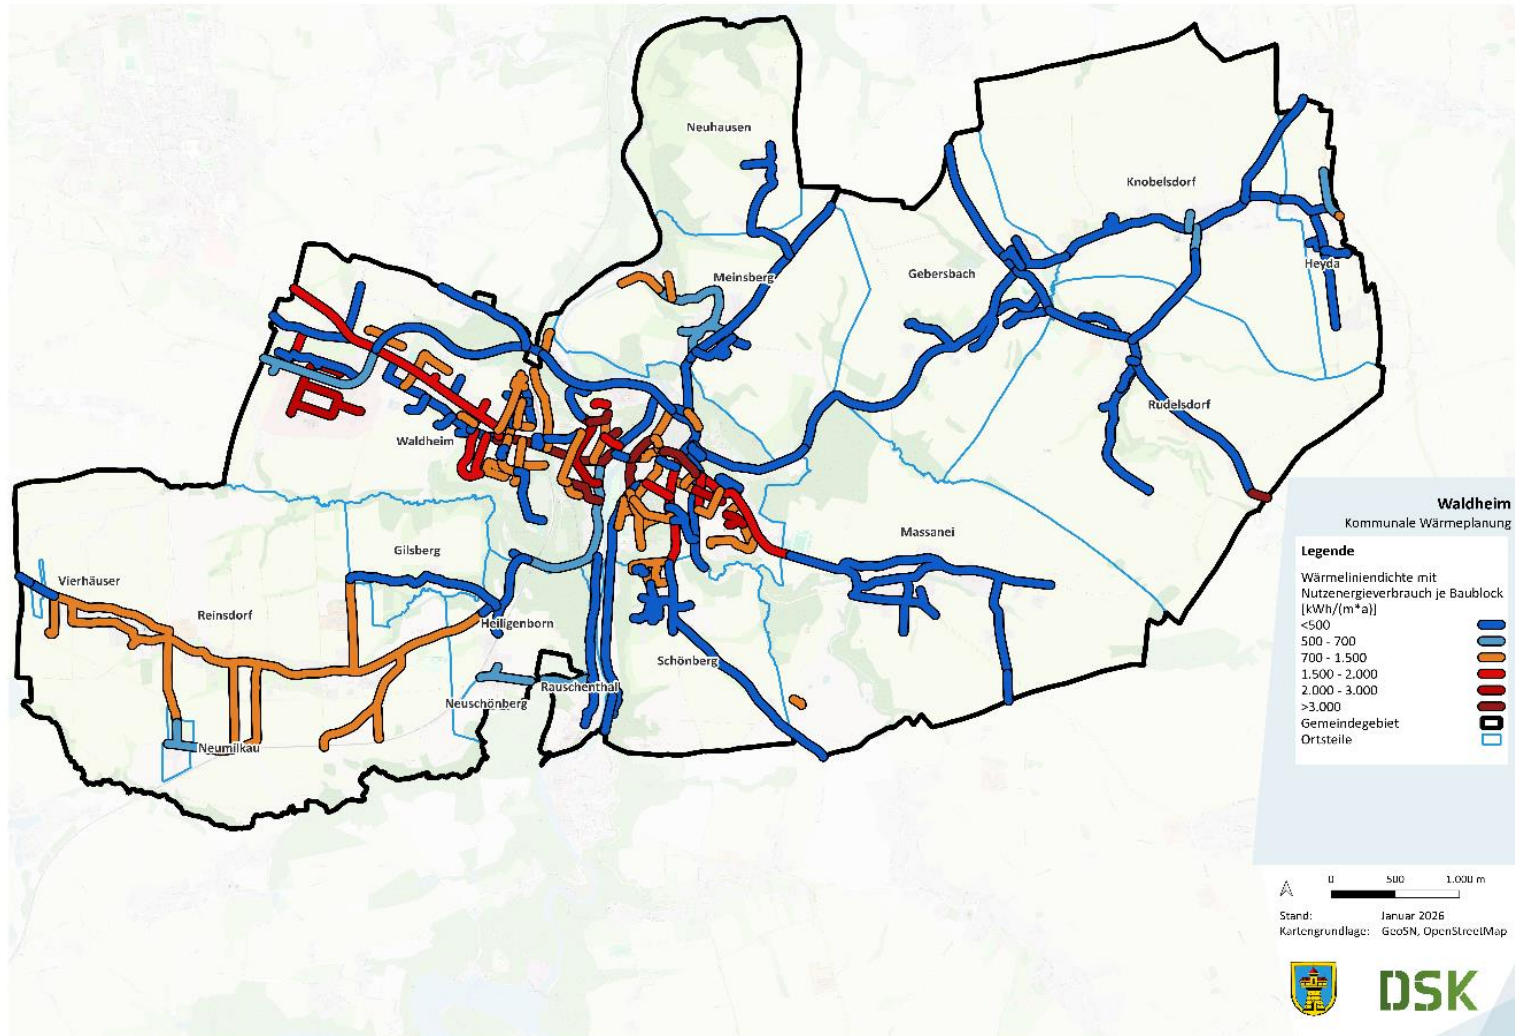 Neuhausen
Knobelsdorf
Meinsberg
Gebersbach
Heyda
Rudelsdorf
Waldheim
Massanei
Gilsberg
Vierhäuser
Reinsdorf
Heiligenborn
Schönberg
Rauschenthal
Neuschönberg
Neumilkau
Waldheim
Kommunale Wärmeplanung
Legende
Wärmeliniendichte mit
Nutzenergieverbrauch je Baublock
[kWh/(m*a)]
<500
500 - 700
700 - 1.500
1.500 - 2.000
2.000 - 3.000
>3.000
Gemeindegebiet
Ortsteile
0 500 1.000 m
Stand: Januar 2026
Kartengrundlage: GeoSN, OpenStreetMap
DSK